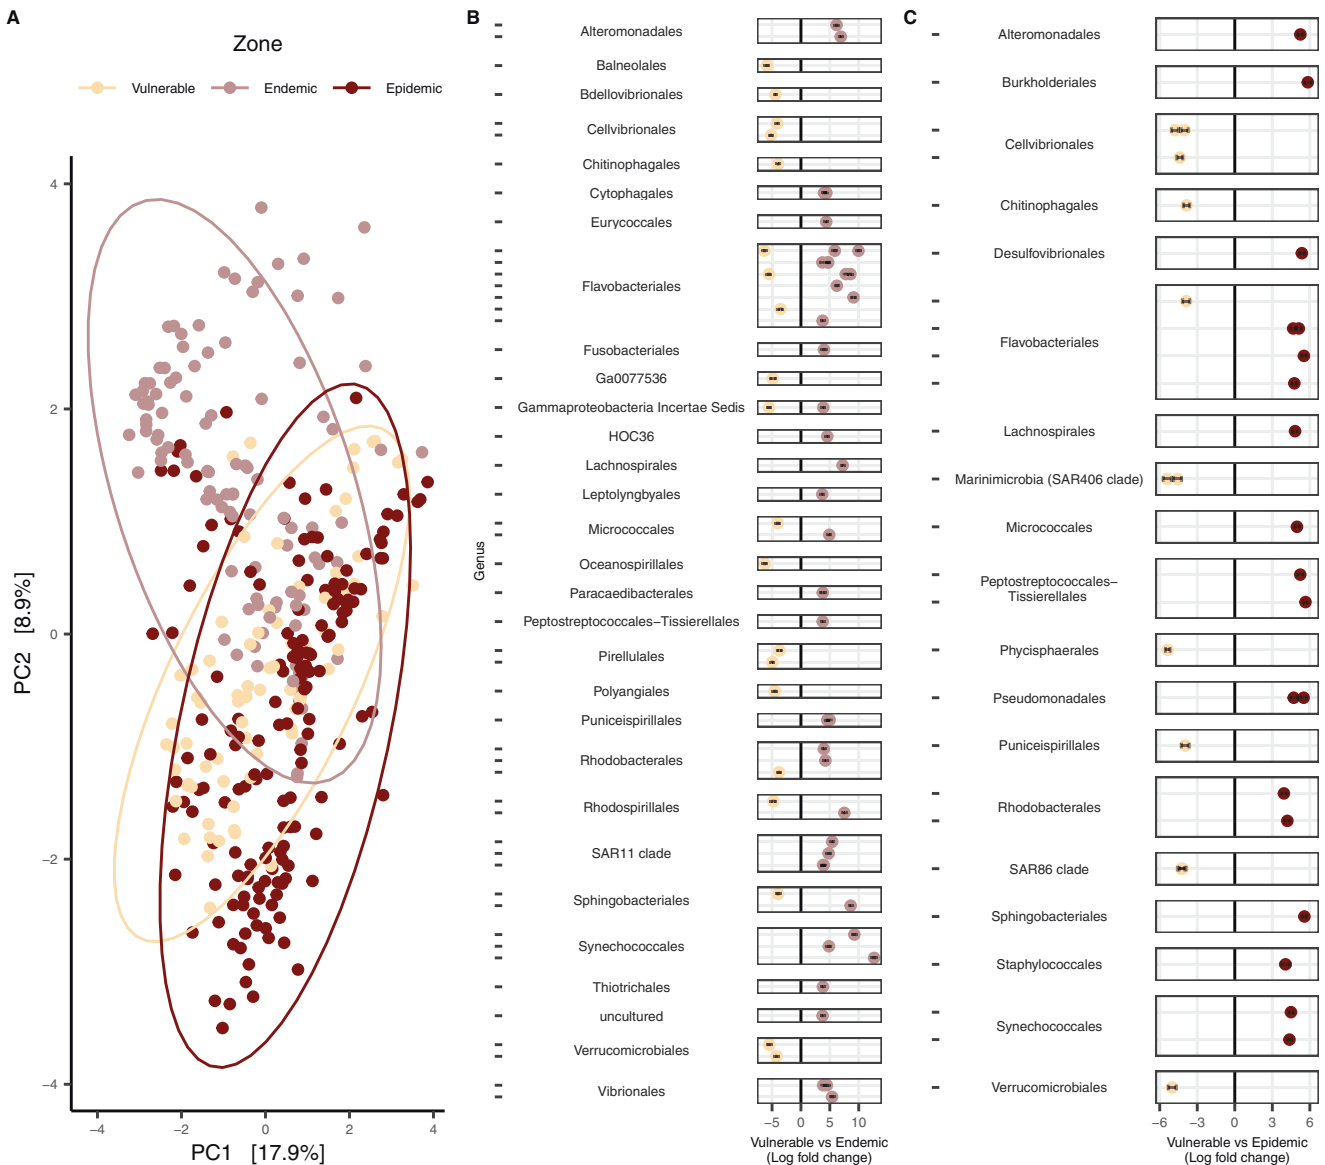 A
Zone
Vulnerable
Endemic
Epidemic
4
2
0
−2
−4
−4
−2
0
2
4
PC2 [8.9%]
PC1 [17.9%]
B
Genus
Alteromonadales
Balneolales
Bdellovibrionales
Cellvibrionales
Chitinophagales
Cytophagales
Eurycoccales
Flavobacteriales
Fusobacteriales
Ga0077536
Gammaproteobacteria Incertae Sedis
HOC36
Lachnospirales
Leptolyngbyales
Micrococcales
Oceanospirillales
Paracaedibacterales
Peptostreptococcales−Tissierellales
Pirellulales
Polyangiales
Puniceispirillales
Rhodobacterales
Rhodospirillales
SAR11 clade
Sphingobacteriales
Synechococcales
Thiotrichales
uncultured
Verrucomicrobiales
Vibrionales
−5
0
5
10
Vulnerable vs Endemic
(Log fold change)
C
Alteromonadales
Burkholderiales
Cellvibrionales
Chitinophagales
Desulfovibrionales
Flavobacteriales
Lachnospirales
Marinimicrobia (SAR406 clade)
Micrococcales
Peptostreptococcales−
Tissierellales
Phycisphaerales
Pseudomonadales
Puniceispirillales
Rhodobacterales
SAR86 clade
Sphingobacteriales
Staphylococcales
Synechococcales
Verrucomicrobiales
−6
−3
0
3
6
Vulnerable vs Epidemic
(Log fold change)